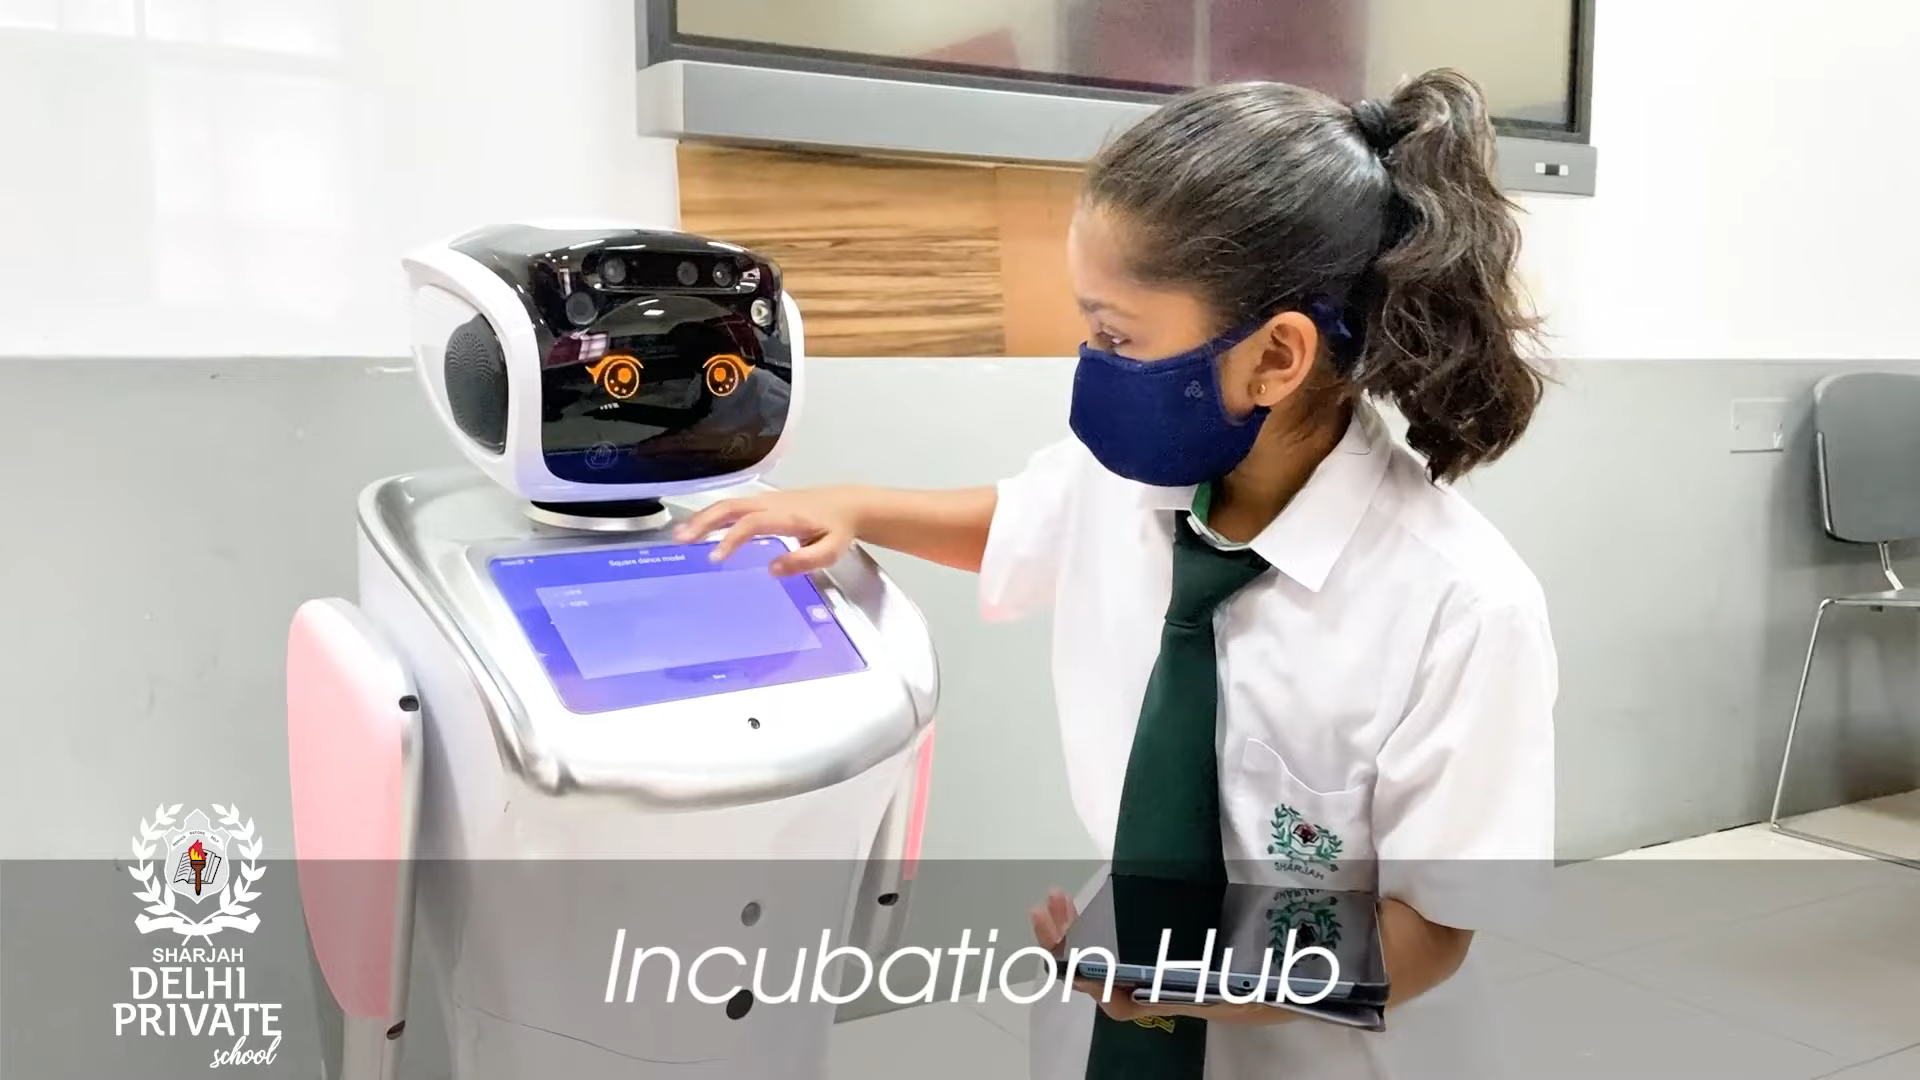 Square dance model
SHARJAH
Incubation Hub
SHARJAH
DELHI
PRIVATE
school